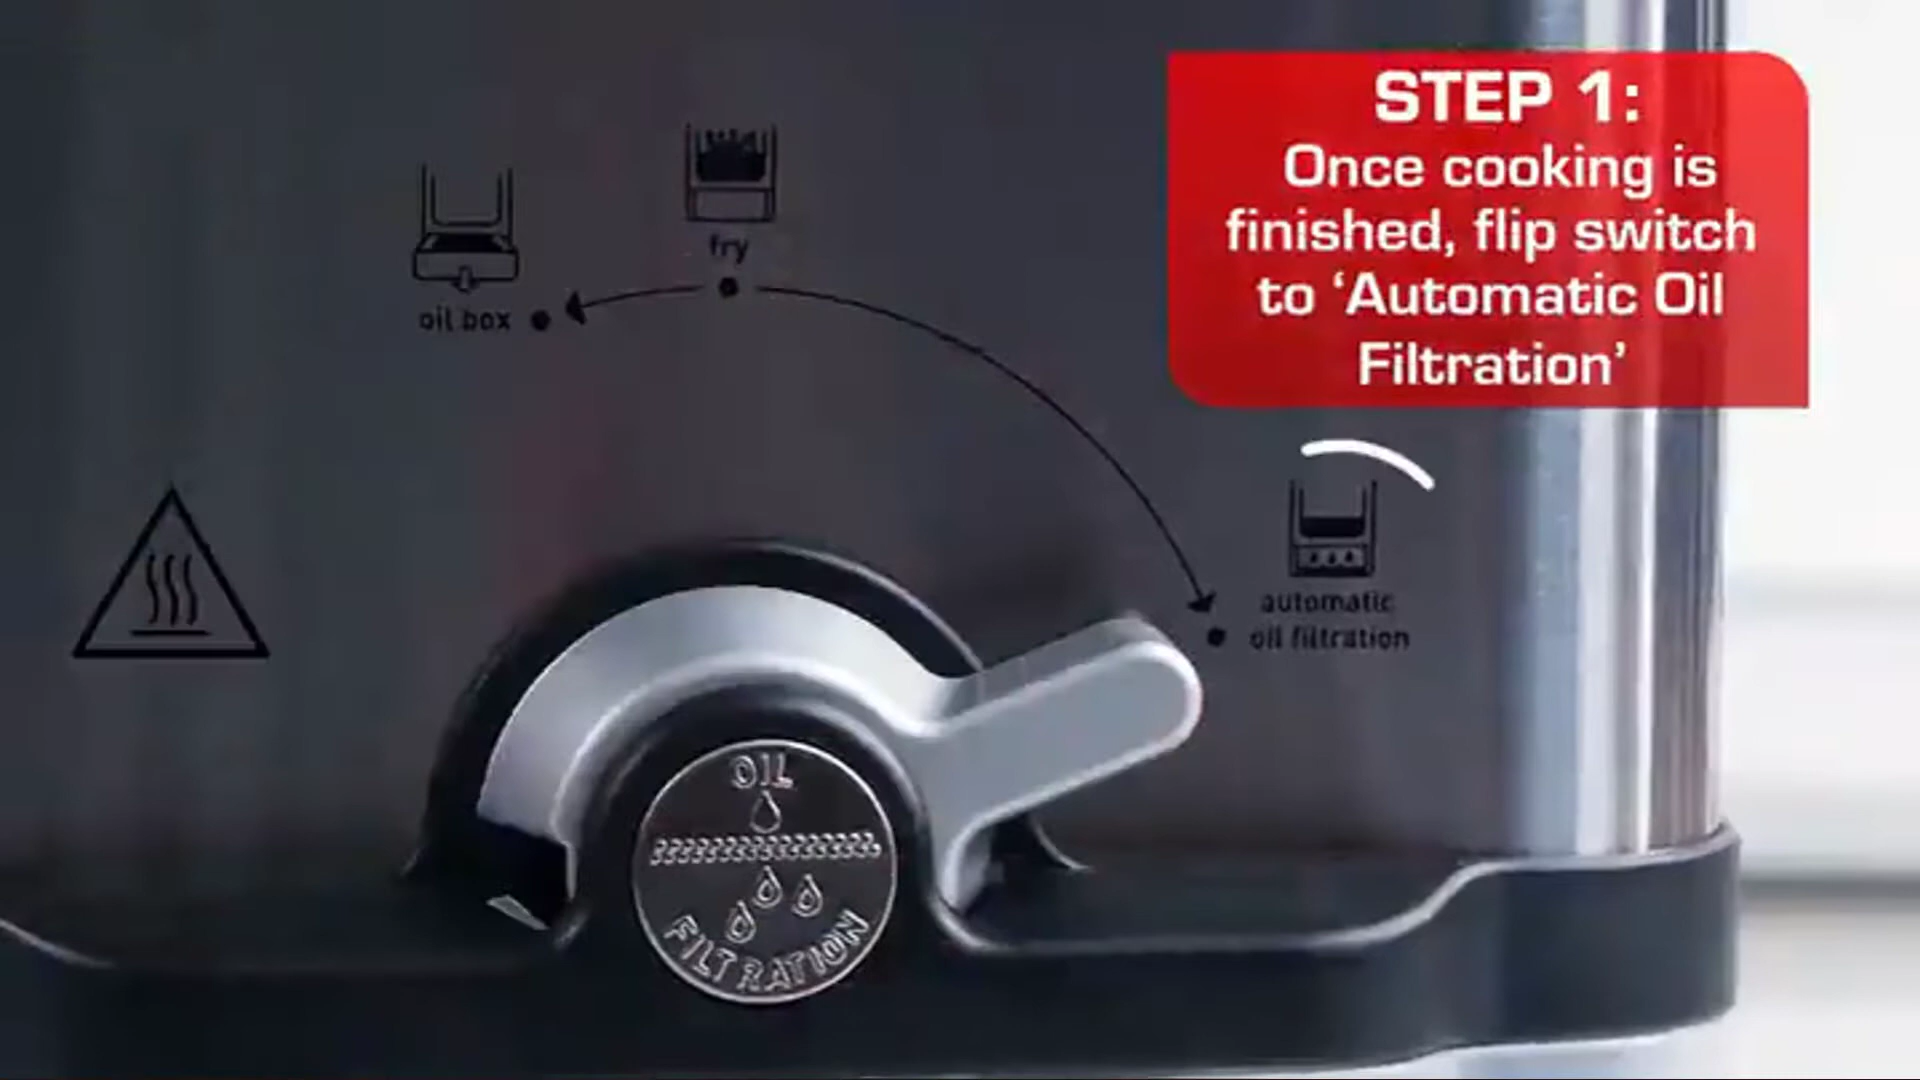 STEP 1:
Once cooking is
finished, flip switch
to ‘Automatic Oil
Filtration’
fry
oil box
automatic
oil filtration
OIL
FILTRATION